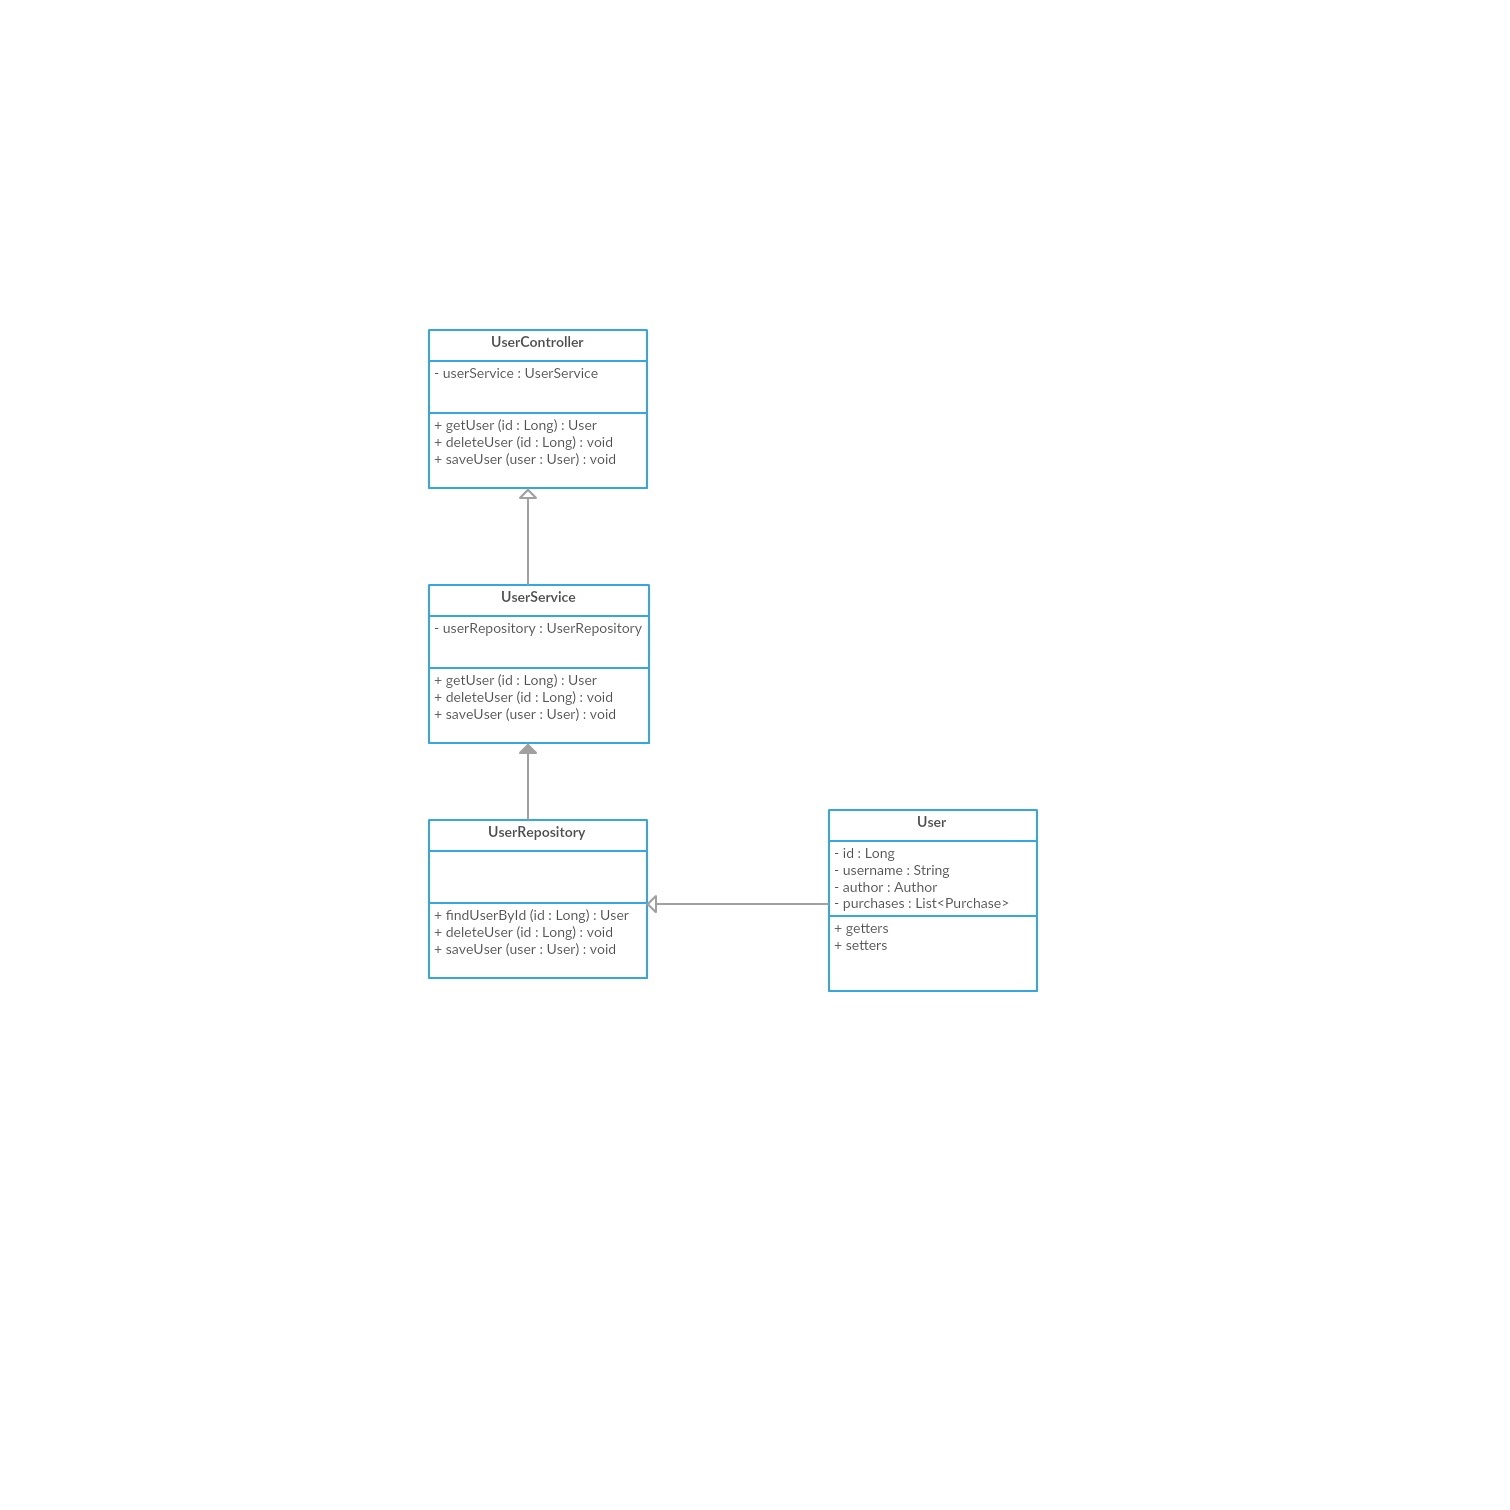 UserController
- userService : UserService
+ getUser (id : Long) : User
+ deleteUser (id : Long) : void
+ saveUser (user : User) : void
UserService
- userRepository : UserRepository
+ getUser (id : Long) : User
+ deleteUser (id : Long) : void
+ saveUser (user : User) : void
UserRepository
+ findUserById (id : Long) : User
+ deleteUser (id : Long) : void
+ saveUser (user : User) : void
User
- id : Long
- username : String
- author : Author
- purchases : List<Purchase>
+ getters
+ setters